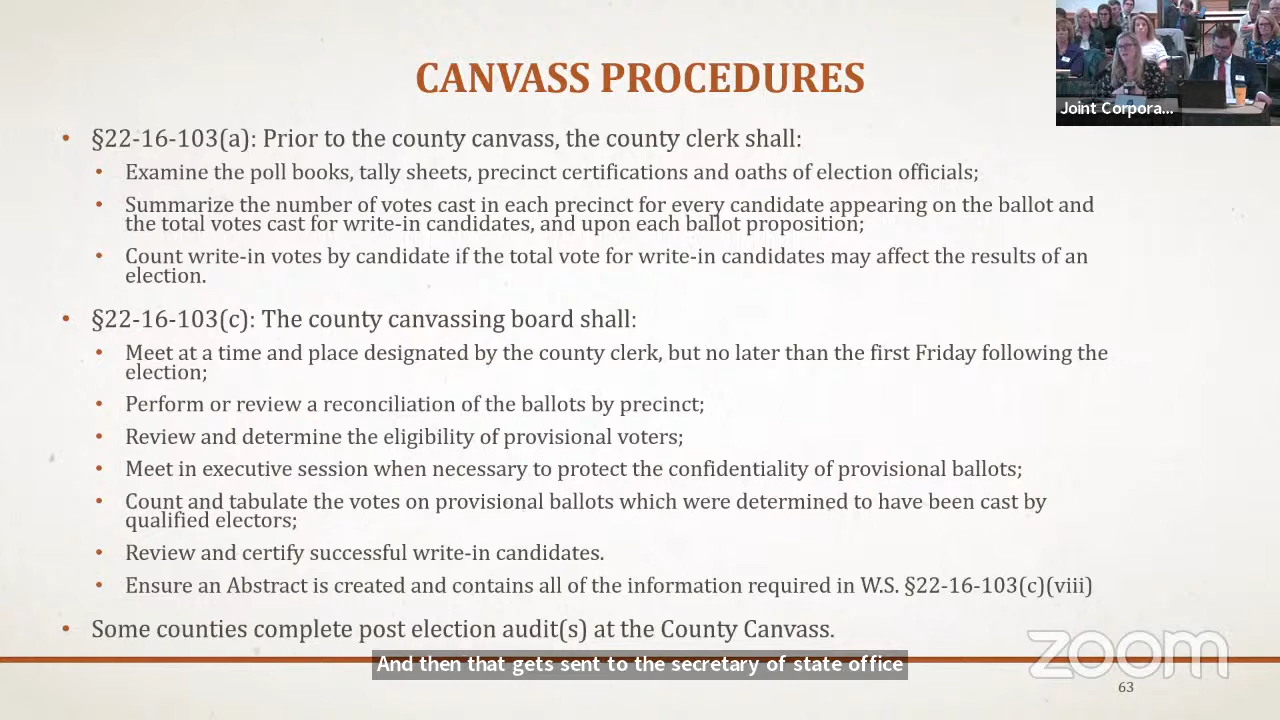 CANVASS PROCEDURES
Joint Corpora...
• §22-16-103(a): Prior to the county canvass, the county clerk shall:
• Examine the poll books, tally sheets, precinct certifications and oaths of election officials;
• Summarize the number of votes cast in each precinct for every candidate appearing on the ballot and
the total votes cast for write-in candidates, and upon each ballot proposition;
• Count write-in votes by candidate if the total vote for write-in candidates may affect the results of an
election.
• §22-16-103(c): The county canvassing board shall:
• Meet at a time and place designated by the county clerk, but no later than the first Friday following the
election;
• Perform or review a reconciliation of the ballots by precinct;
• Review and determine the eligibility of provisional voters;
• Meet in executive session when necessary to protect the confidentiality of provisional ballots;
• Count and tabulate the votes on provisional ballots which were determined to have been cast by
qualified electors;
• Review and certify successful write-in candidates.
• Ensure an Abstract is created and contains all of the information required in W.S. §22-16-103(c)(viii)
• Some counties complete post election audit(s) at the County Canvass.
And then that gets sent to the secretary of state office
zoom
63